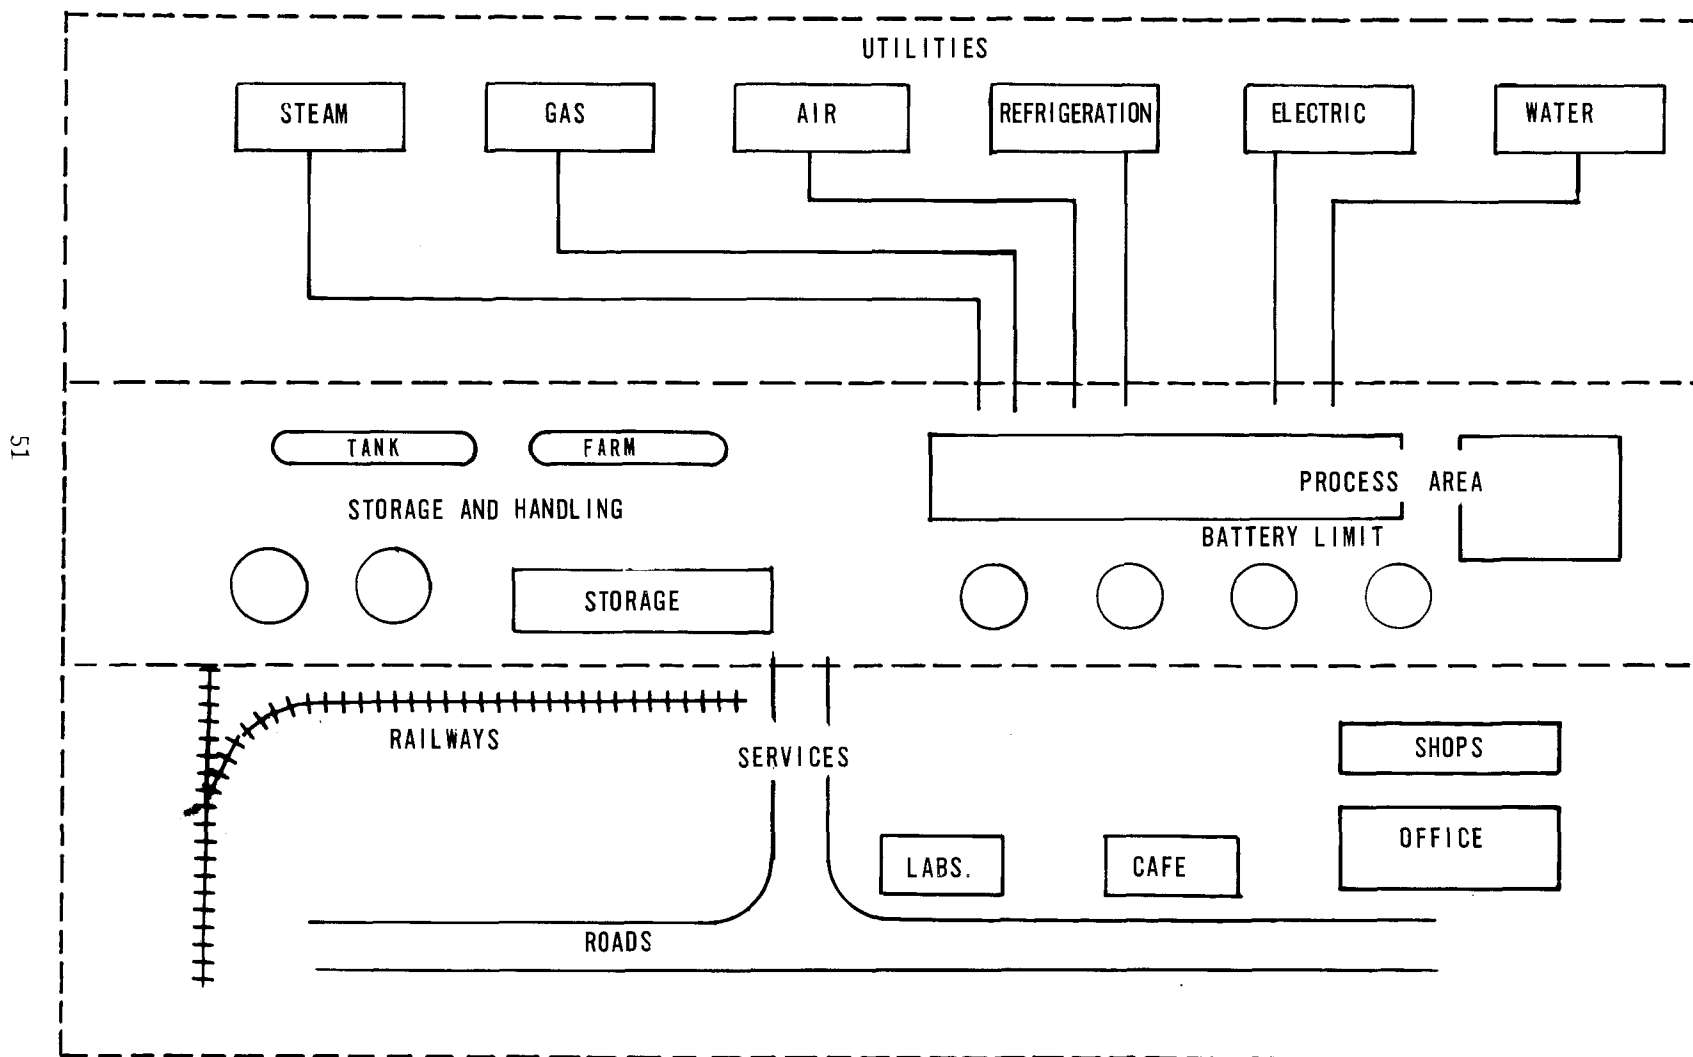 UTILITIES
STEAM
GAS
AIR
REFRIGERATION
ELECTRIC
WATER
51
TANK
FARM
PROCESS AREA
STORAGE AND HANDLING
BATTERY LIMIT
STORAGE
RAILWAYS
SERVICES
SHOPS
OFFICE
LABS.
CAFE
ROADS